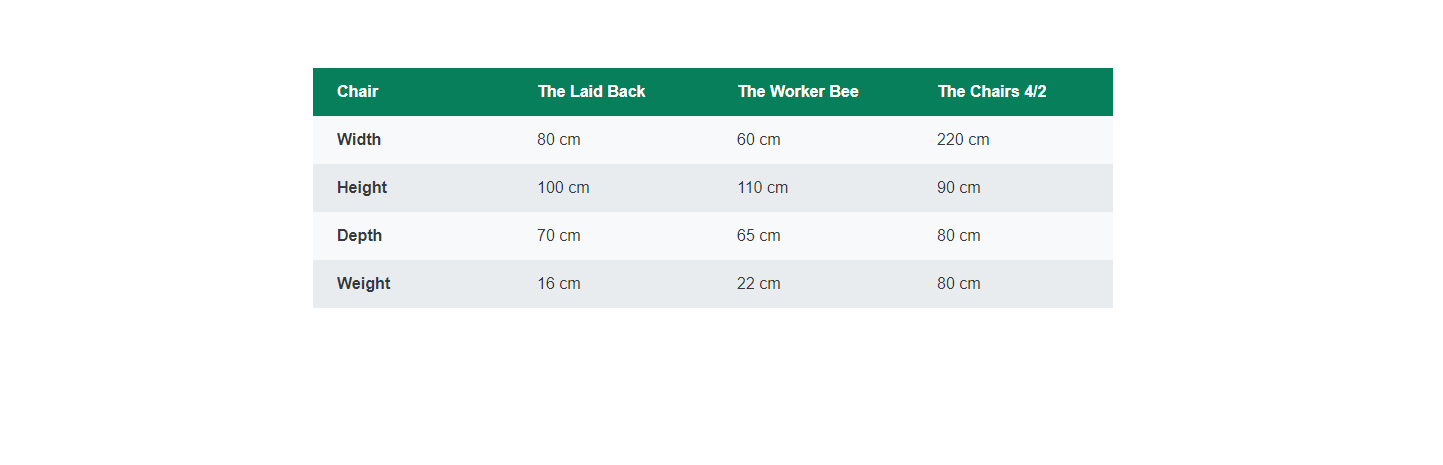 Chair The Laid Back The Worker Bee The Chairs 4/2
Width 80 cm 60 cm 220 cm
Height 100 cm 110 cm 90 cm
Depth 70 cm 65 cm 80 cm
Weight 16 cm 22 cm 80 cm